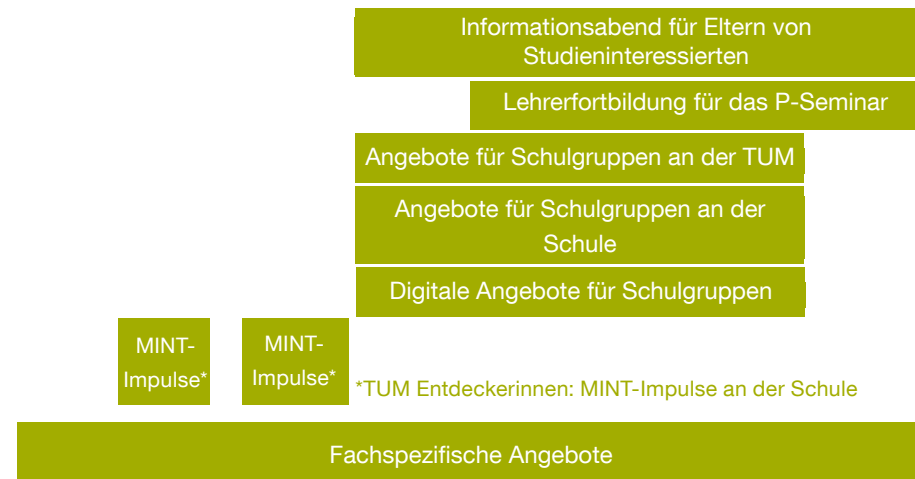 Informationsabend für Eltern von
Studieninteressierten
Lehrerfortbildung für das P-Seminar
Angebote für Schulgruppen an der TUM
Angebote für Schulgruppen an der
Schule
Digitale Angebote für Schulgruppen
MINT-
Impulse*
MINT-
Impulse*
*TUM Entdeckerinnen: MINT-Impulse an der Schule
Fachspezifische Angebote